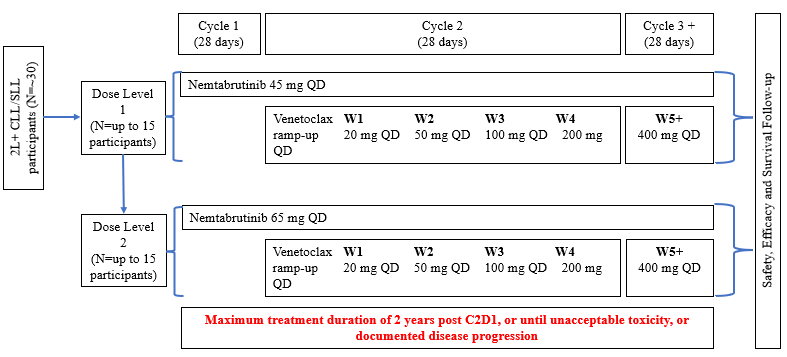 Cycle 1
(28 days)
Cycle 2
(28 days)
Cycle 3 +
(28 days)
2L+ CLL/SLL
participants (N=~30)
Dose Level
1
(N=up to 15
participants)
Nemtabrutinib 45 mg QD
Venetoclax
ramp-up
QD
W1
20 mg QD
W2
50 mg QD
W3
100 mg QD
W4
200 mg
W5+
400 mg QD
Dose Level
2
(N=up to 15
participants)
Nemtabrutinib 65 mg QD
Venetoclax
ramp-up
QD
W1
20 mg QD
W2
50 mg QD
W3
100 mg QD
W4
200 mg
W5+
400 mg QD
Safety, Efficacy and Survival Follow-up
Maximum treatment duration of 2 years post C2D1, or until unacceptable toxicity, or
documented disease progression